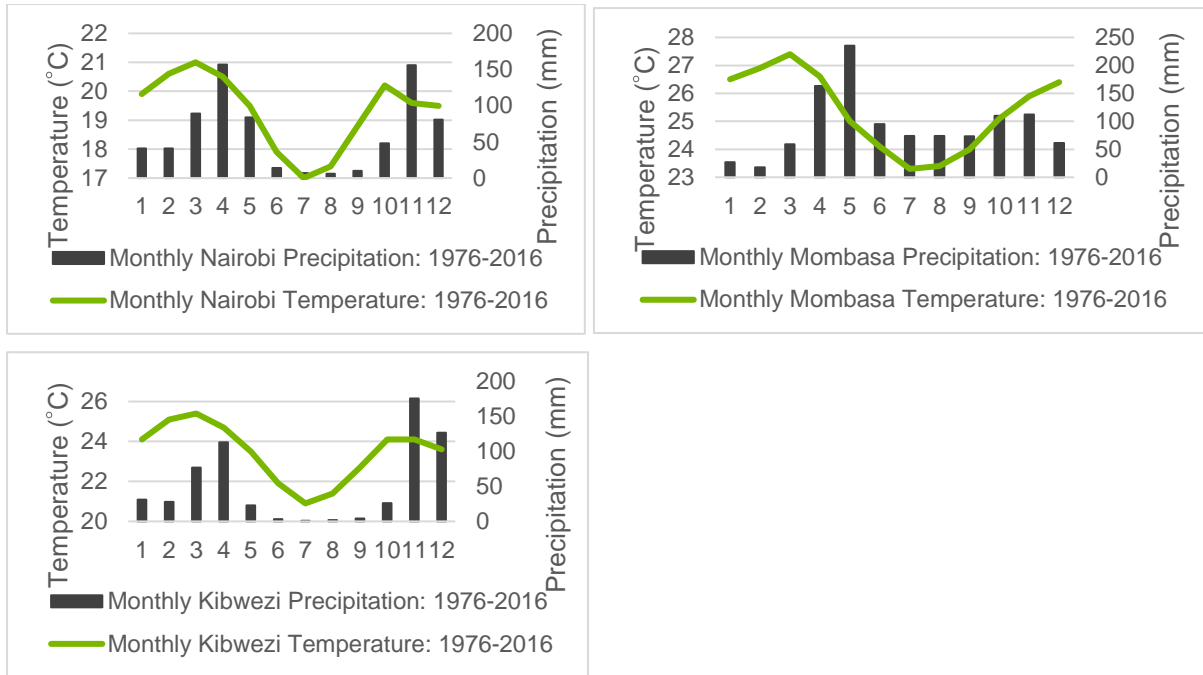 22 200
21 150
20 100
19
18 50
17 0
1 2 3 4 5 6 7 8 9 10 11 12
Temperature (°C)
Precipitation (mm)
Monthly Nairobi Precipitation: 1976-2016
Monthly Nairobi Temperature: 1976-2016
28 250
27 200
26 150
25 100
24 50
23 0
1 2 3 4 5 6 7 8 9 10 11 12
Temperature (°C)
Precipitation (mm)
Monthly Mombasa Precipitation: 1976-2016
Monthly Mombasa Temperature: 1976-2016
200
26 150
24 100
22 50
20 0
1 2 3 4 5 6 7 8 9 10 11 12
Temperature (°C)
Precipitation (mm)
Monthly Kibwezi Precipitation: 1976-2016
Monthly Kibwezi Temperature: 1976-2016